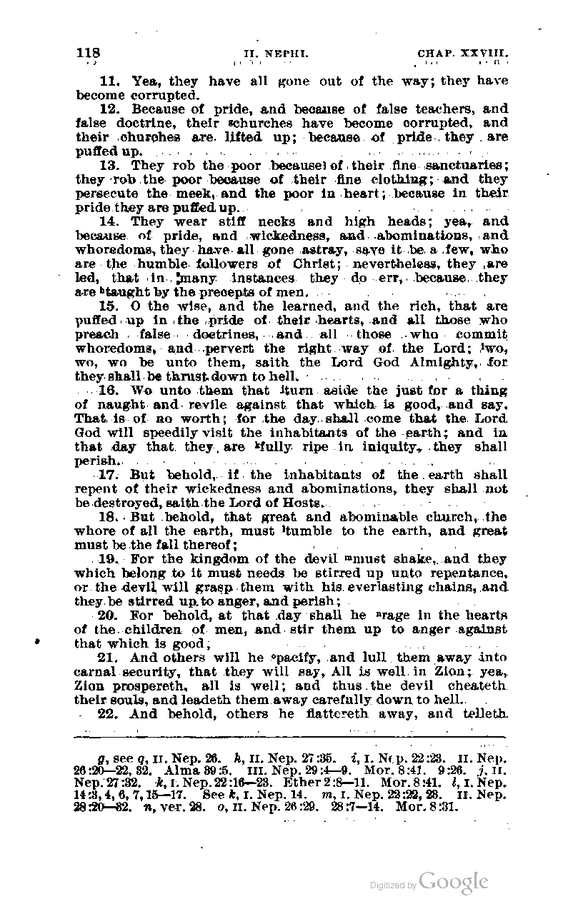 118 II. NEPHI. CHAP. XXVIII.
11. Yea, they have all gone out of the way; they have
become corrupted.
12. Because of pride, and because of false teachers, and
false doctrine, their ᵍchurches have become corrupted, and
their churches are lifted up; because of pride they are
puffed up.
13. They rob the poor because of their fine sanctuaries;
they rob the poor because of their fine clothing; and they
persecute the meek, and the poor in heart; because in their
pride they are puffed up.
14. They wear stiff necks and high heads; yea, and
because of pride, and wickedness, and abominations, and
whoredoms, they have all gone astray, save it be a few, who
are the humble followers of Christ; nevertheless, they are
led, that in many instances they do err, because they
are ʰtaught by the precepts of men.
15. O the wise, and the learned, and the rich, that are
puffed up in the pride of their hearts, and all those who
preach false doctrines, and all those who commit
whoredoms, and pervert the right way of the Lord; ⁱwo,
wo, wo be unto them, saith the Lord God Almighty, for
they shall be thrust down to hell.
16. Wo unto them that ʲturn aside the just for a thing
of naught and revile against that which is good, and say,
That is of no worth; for the day shall come that the Lord
God will speedily visit the inhabitants of the earth; and in
that day that they are ᵏfully ripe in iniquity, they shall
perish.
17. But behold, if the inhabitants of the earth shall
repent of their wickedness and abominations, they shall not
be destroyed, saith the Lord of Hosts.
18. But behold, that great and abominable church, the
whore of all the earth, must ˡtumble to the earth, and great
must be the fall thereof;
19. For the kingdom of the devil ᵐmust shake, and they
which belong to it must needs be stirred up unto repentance,
or the devil will grasp them with his everlasting chains, and
they be stirred up to anger, and perish;
20. For behold, at that day shall he ⁿrage in the hearts
of the children of men, and stir them up to anger against
that which is good;
21. And others will he ᵒpacify, and lull them away into
carnal security, that they will say, All is well in Zion; yea,
Zion prospereth, all is well; and thus the devil cheateth
their souls, and leadeth them away carefully down to hell.
22. And behold, others he flattereth away, and telleth
g, see q, II. Nep. 26. h, II. Nep. 27:35. i, I. Nep. 22:23. II. Nep.
26:20—22, 32. Alma 39:5. III. Nep. 29:4—9. Mor. 8:41. 9:26. j, II.
Nep. 27:32. k, I. Nep. 22:16—23. Ether 2:8—11. Mor. 8:41. l, I. Nep.
14:3, 4, 6, 7, 15—17. See k, I. Nep. 14. m, I. Nep. 22:22, 23. II. Nep.
28:20—32. n, ver. 28. o, II. Nep. 26:29. 28:7—14. Mor. 8:31.
Digitized by Google